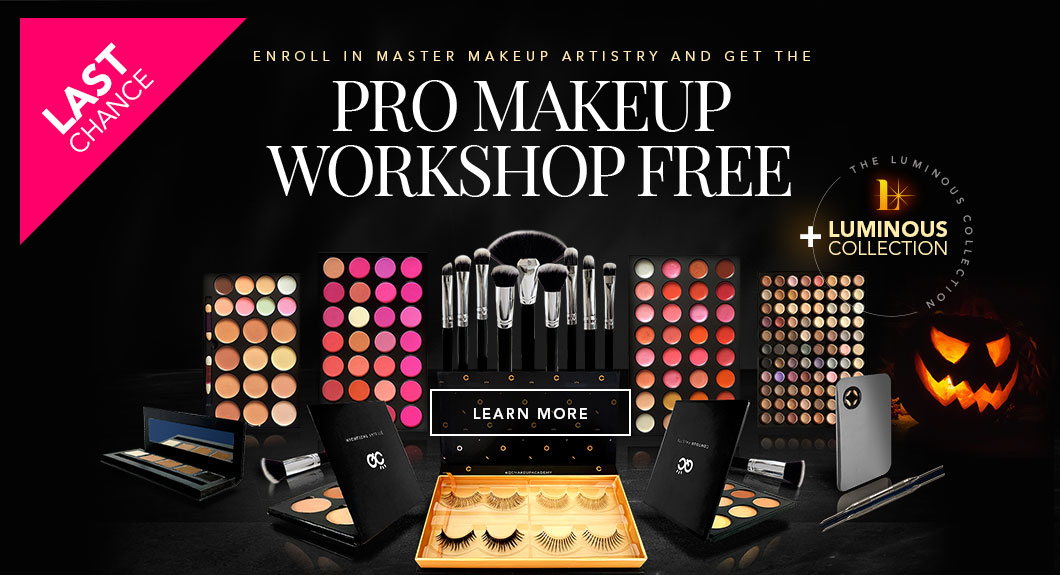 LAST
CHANCE
ENROLL IN MASTER MAKEUP ARTISTRY AND GET THE
PRO MAKEUP
WORKSHOP FREE
THE LUMINOUS COLLECTION
L
+ LUMINOUS
COLLECTION
LEARN MORE